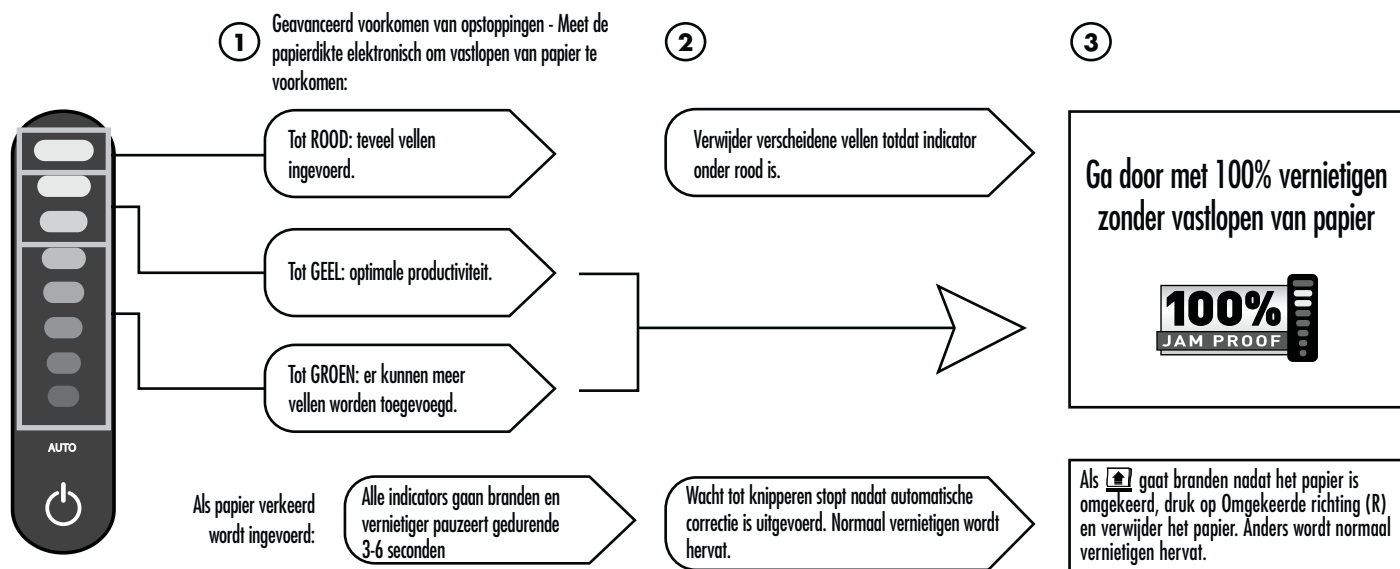 1
Geavanceerd voorkomen van opstoppingen - Meet de
papierdikte elektronisch om vastlopen van papier te
voorkomen:
2
3
Tot ROOD: teveel vellen
ingevoerd.
Verwijder verscheidene vellen totdat indicator
onder rood is.
Ga door met 100% vernietigen
zonder vastlopen van papier
Tot GEEL: optimale productiviteit.
100%
JAM PROOF
Tot GROEN: er kunnen meer
vellen worden toegevoegd.
AUTO
Als papier verkeerd
wordt ingevoerd:
Alle indicators gaan branden en
vernietiger pauzeert gedurende
3-6 seconden
Wacht tot knipperen stopt nadat automatische
correctie is uitgevoerd. Normaal vernietigen wordt
hervat.
Als gaat branden nadat het papier is
omgekeerd, druk op Omgekeerde richting (R)
en verwijder het papier. Anders wordt normaal
vernietigen hervat.